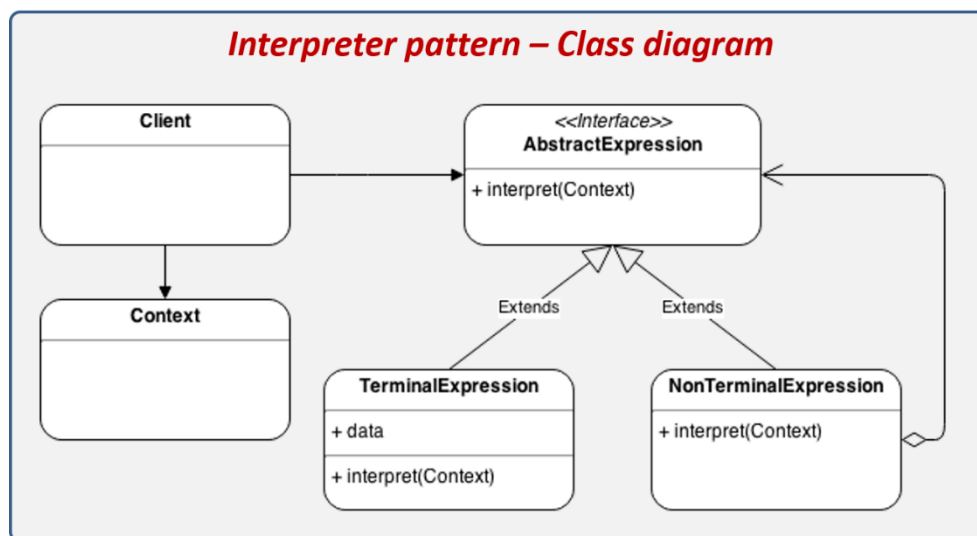 Interpreter pattern – Class diagram
Client
<<Interface>>
AbstractExpression
+ interpret(Context)
Context
Extends
Extends
TerminalExpression
+ data
+ interpret(Context)
NonTerminalExpression
+ interpret(Context)